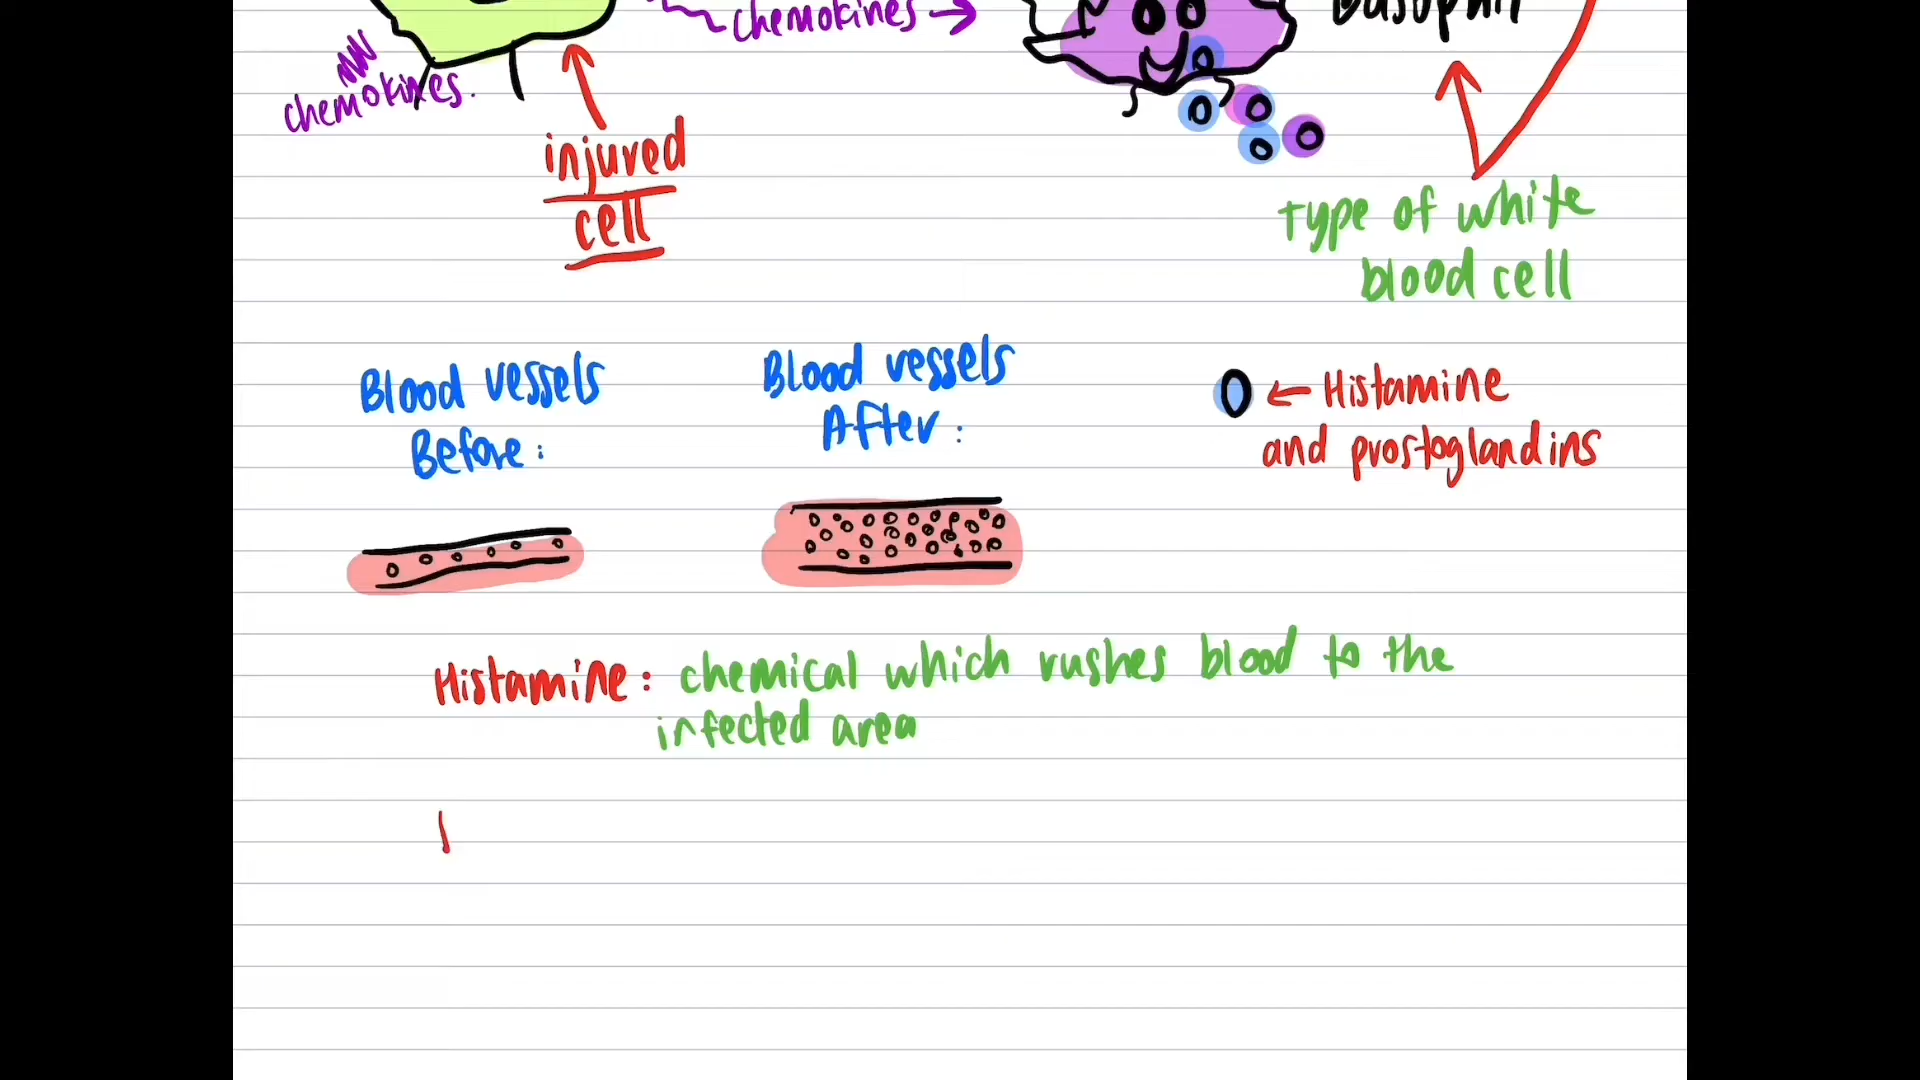 chemokines →
Basophil
chemokines.
injured
cell
Type of white
blood cell
Blood vessels
Before:
Blood vessels
After:
← Histamine
and prostoglandins
Histamine: chemical which rushes blood to the
infected area